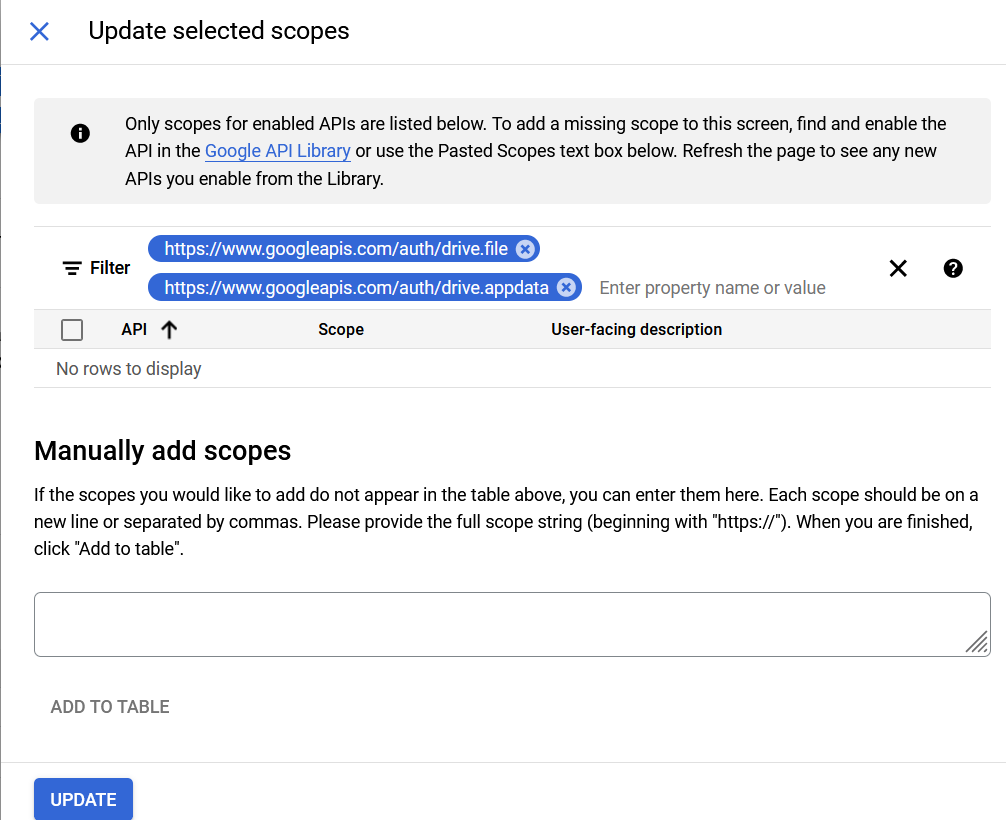 Update selected scopes
Only scopes for enabled APIs are listed below. To add a missing scope to this screen, find and enable the
API in the Google API Library or use the Pasted Scopes text box below. Refresh the page to see any new
APIs you enable from the Library.
Filter
https://www.googleapis.com/auth/drive.file
https://www.googleapis.com/auth/drive.appdata Enter property name or value
API Scope User-facing description
No rows to display
Manually add scopes
If the scopes you would like to add do not appear in the table above, you can enter them here. Each scope should be on a
new line or separated by commas. Please provide the full scope string (beginning with "https://"). When you are finished,
click "Add to table".
ADD TO TABLE
UPDATE